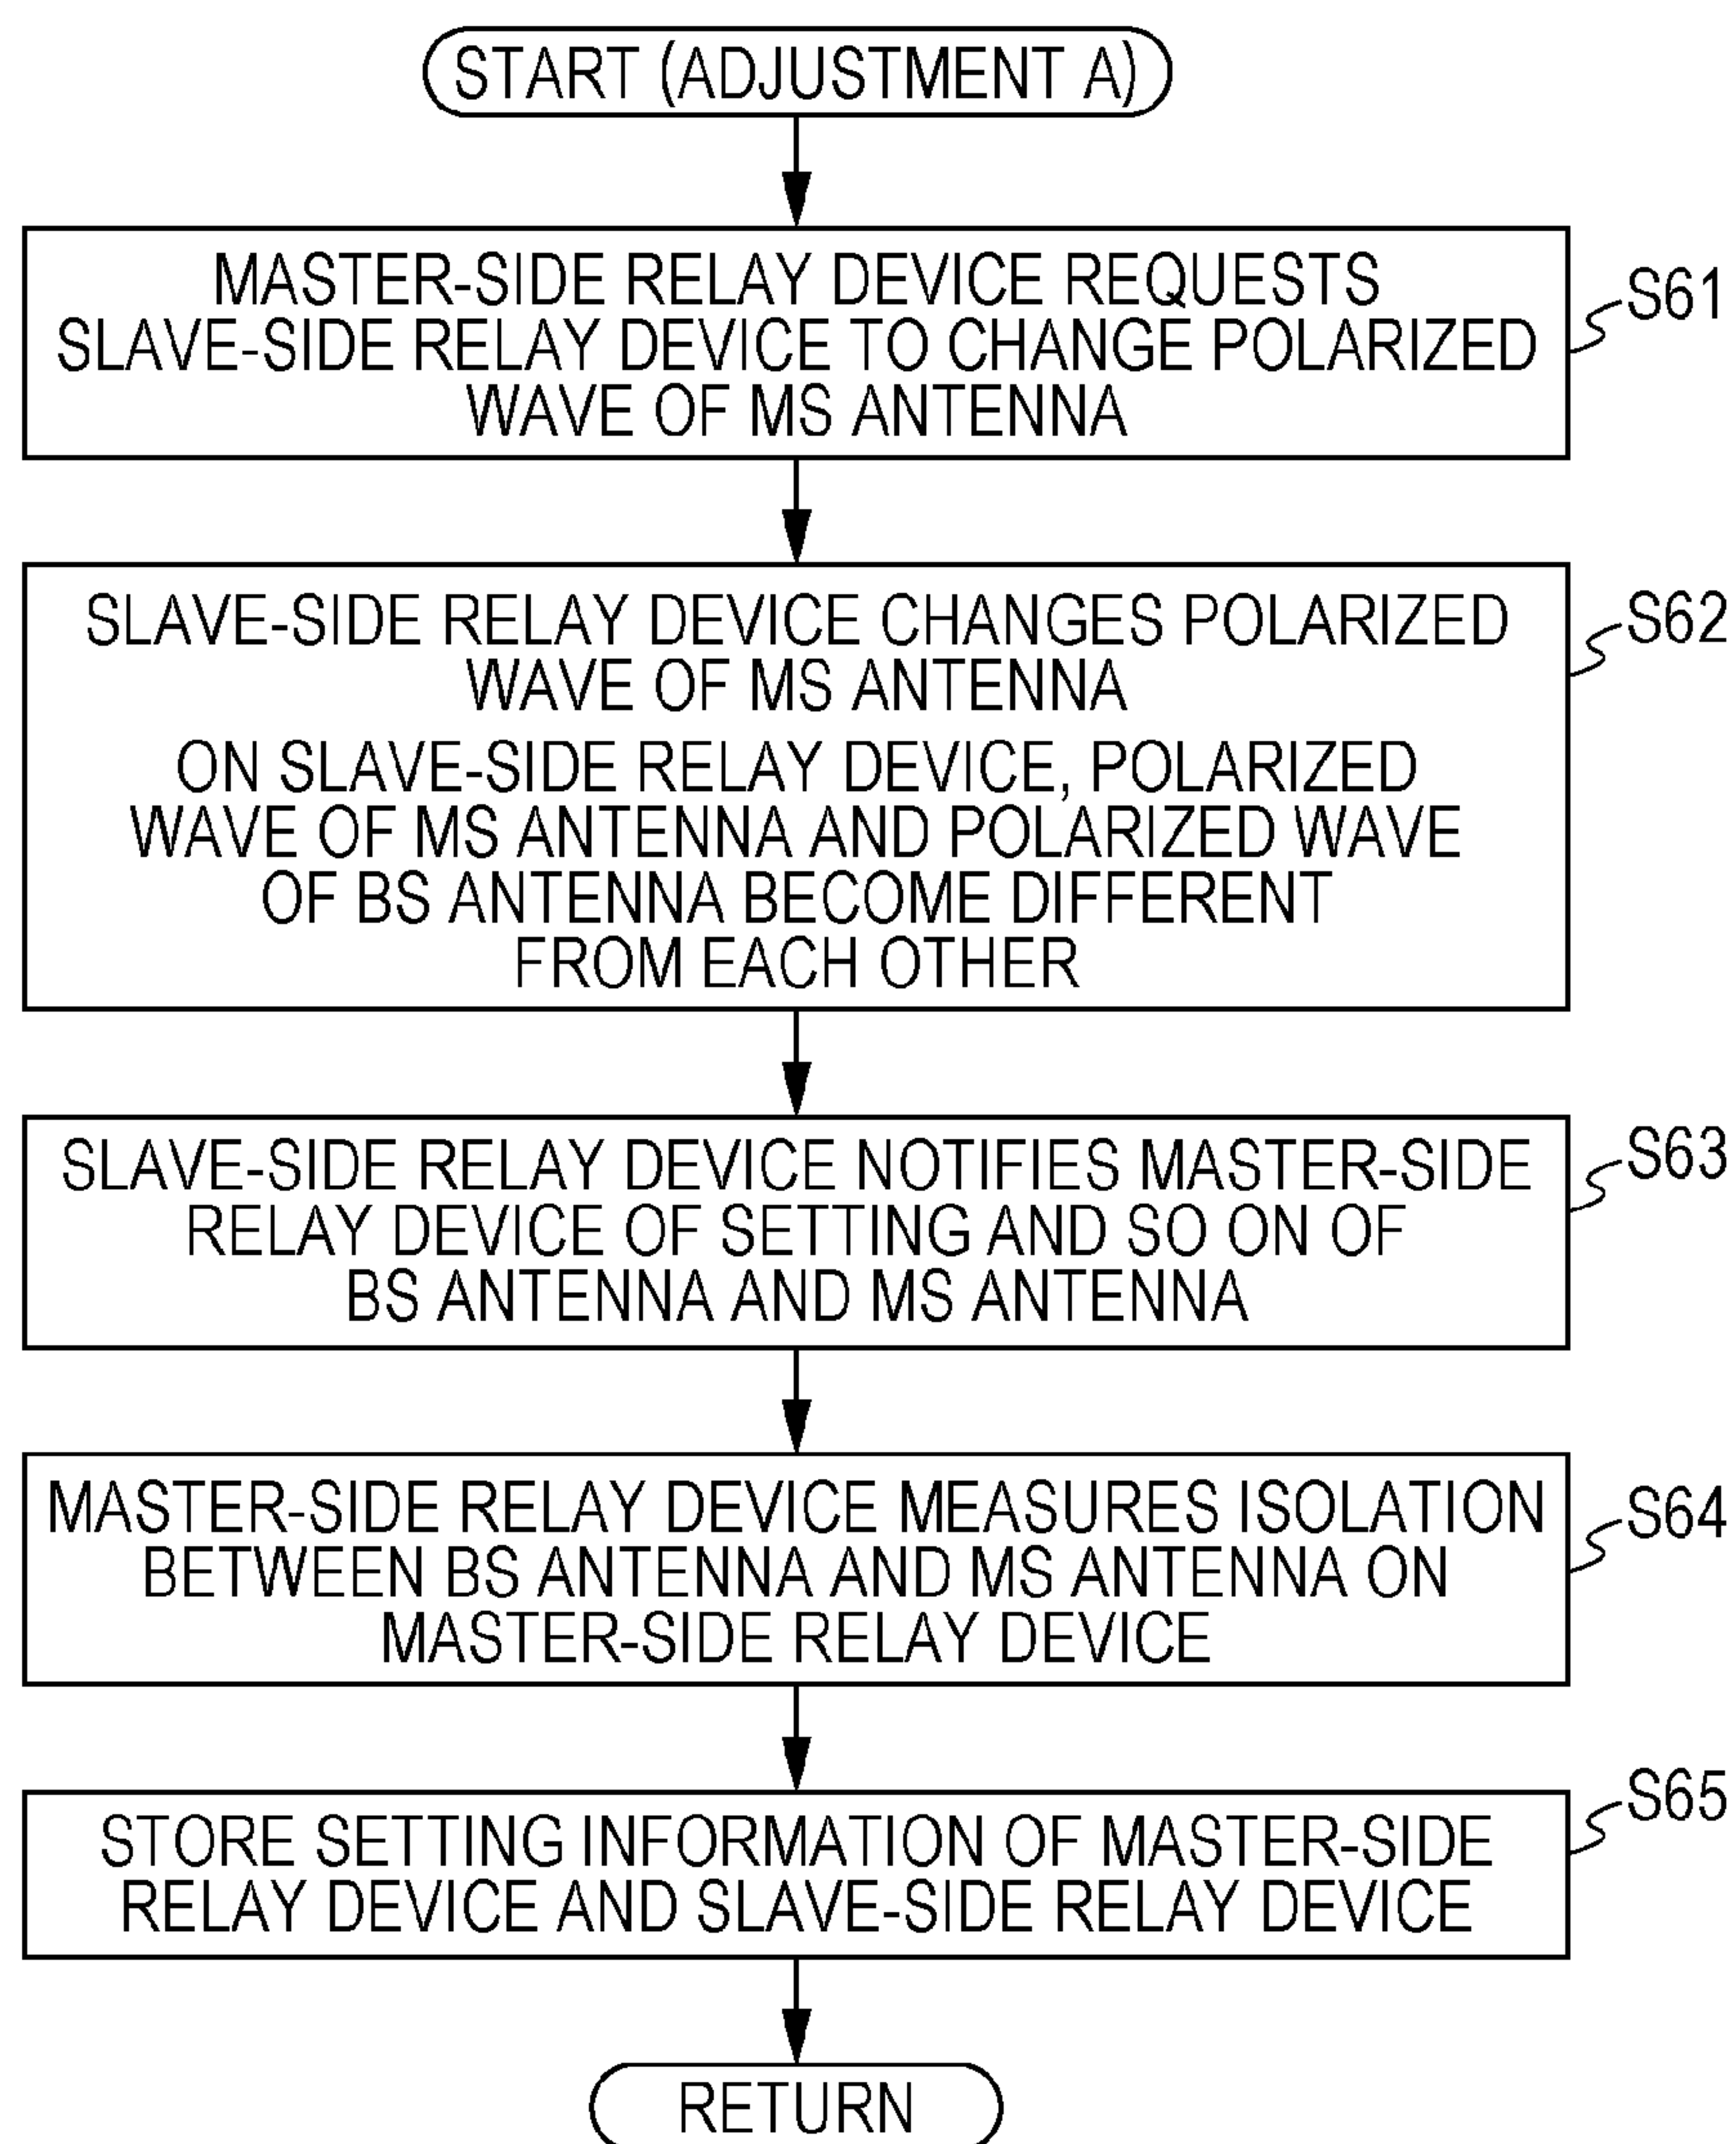 START (ADJUSTMENT A)
MASTER-SIDE RELAY DEVICE REQUESTS
SLAVE-SIDE RELAY DEVICE TO CHANGE POLARIZED
WAVE OF MS ANTENNA
S61
SLAVE-SIDE RELAY DEVICE CHANGES POLARIZED
WAVE OF MS ANTENNA
ON SLAVE-SIDE RELAY DEVICE, POLARIZED
WAVE OF MS ANTENNA AND POLARIZED WAVE
OF BS ANTENNA BECOME DIFFERENT
FROM EACH OTHER
S62
SLAVE-SIDE RELAY DEVICE NOTIFIES MASTER-SIDE
RELAY DEVICE OF SETTING AND SO ON OF
BS ANTENNA AND MS ANTENNA
S63
MASTER-SIDE RELAY DEVICE MEASURES ISOLATION
BETWEEN BS ANTENNA AND MS ANTENNA ON
MASTER-SIDE RELAY DEVICE
S64
STORE SETTING INFORMATION OF MASTER-SIDE
RELAY DEVICE AND SLAVE-SIDE RELAY DEVICE
S65
RETURN